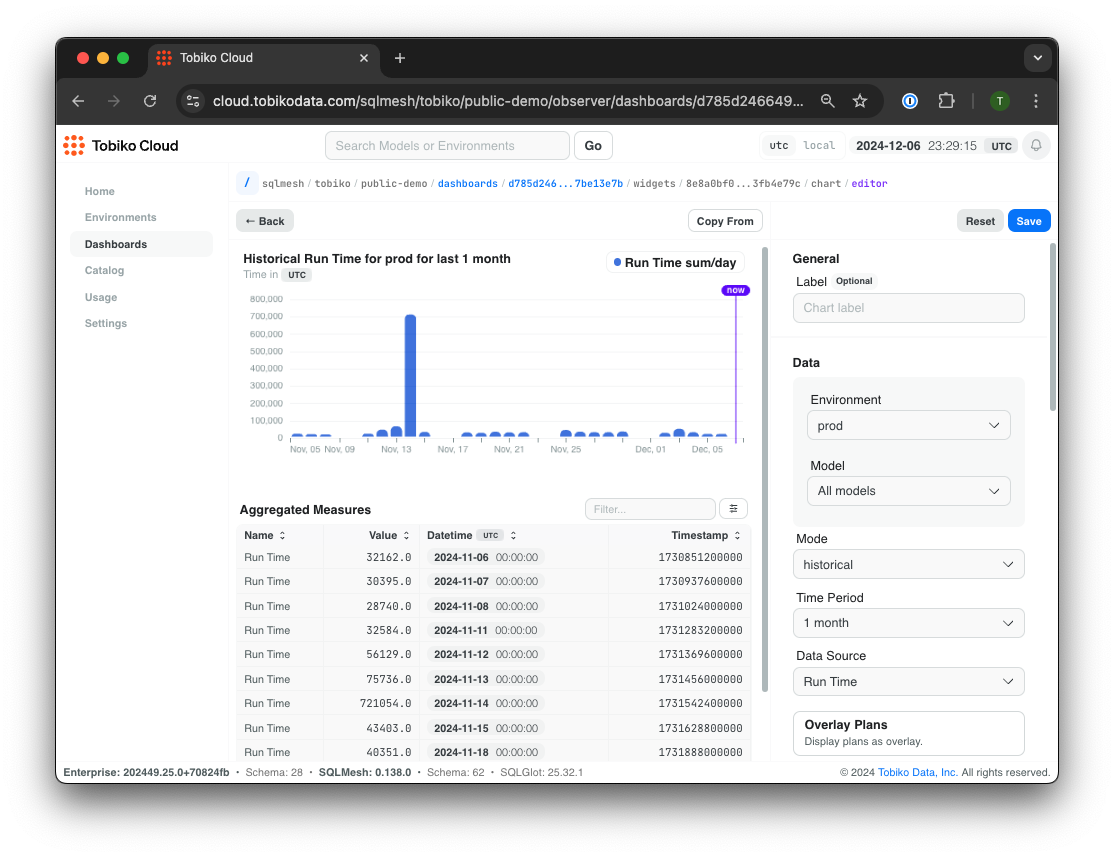 Tobiko Cloud
cloud.tobikodata.com/sqlmesh/tobiko/public-demo/observer/dashboards/d785d246649...
T
Tobiko Cloud
Search Models or Environments
Go
utc local
2024-12-06 23:29:15 UTC
Home
Environments
Dashboards
Catalog
Usage
Settings
/ sqlmesh / tobiko / public-demo / dashboards / d785d246...7be13e7b / widgets / 8e8a0bf0...3fb4e79c / chart / editor
← Back
Copy From
Reset
Save
Historical Run Time for prod for last 1 month
Time in UTC
Run Time sum/day
now
800,000
700,000
600,000
500,000
400,000
300,000
200,000
100,000
0
Nov, 05 Nov, 09 Nov, 13 Nov, 17 Nov, 21 Nov, 25 Dec, 01 Dec, 05
Aggregated Measures
Filter...
Name Value Datetime UTC Timestamp
Run Time 32162.0 2024-11-06 00:00:00 1730851200000
Run Time 30395.0 2024-11-07 00:00:00 1730937600000
Run Time 28740.0 2024-11-08 00:00:00 1731024000000
Run Time 32584.0 2024-11-11 00:00:00 1731283200000
Run Time 56129.0 2024-11-12 00:00:00 1731369600000
Run Time 75736.0 2024-11-13 00:00:00 1731456000000
Run Time 721054.0 2024-11-14 00:00:00 1731542400000
Run Time 43403.0 2024-11-15 00:00:00 1731628800000
Run Time 40351.0 2024-11-18 00:00:00 1731888000000
General
Label Optional
Chart label
Data
Environment
prod
Model
All models
Mode
historical
Time Period
1 month
Data Source
Run Time
Overlay Plans
Display plans as overlay.
Enterprise: 202449.25.0+70824fb • Schema: 28 • SQLMesh: 0.138.0 • Schema: 62 • SQLGlot: 25.32.1
© 2024 Tobiko Data, Inc. All rights reserved.